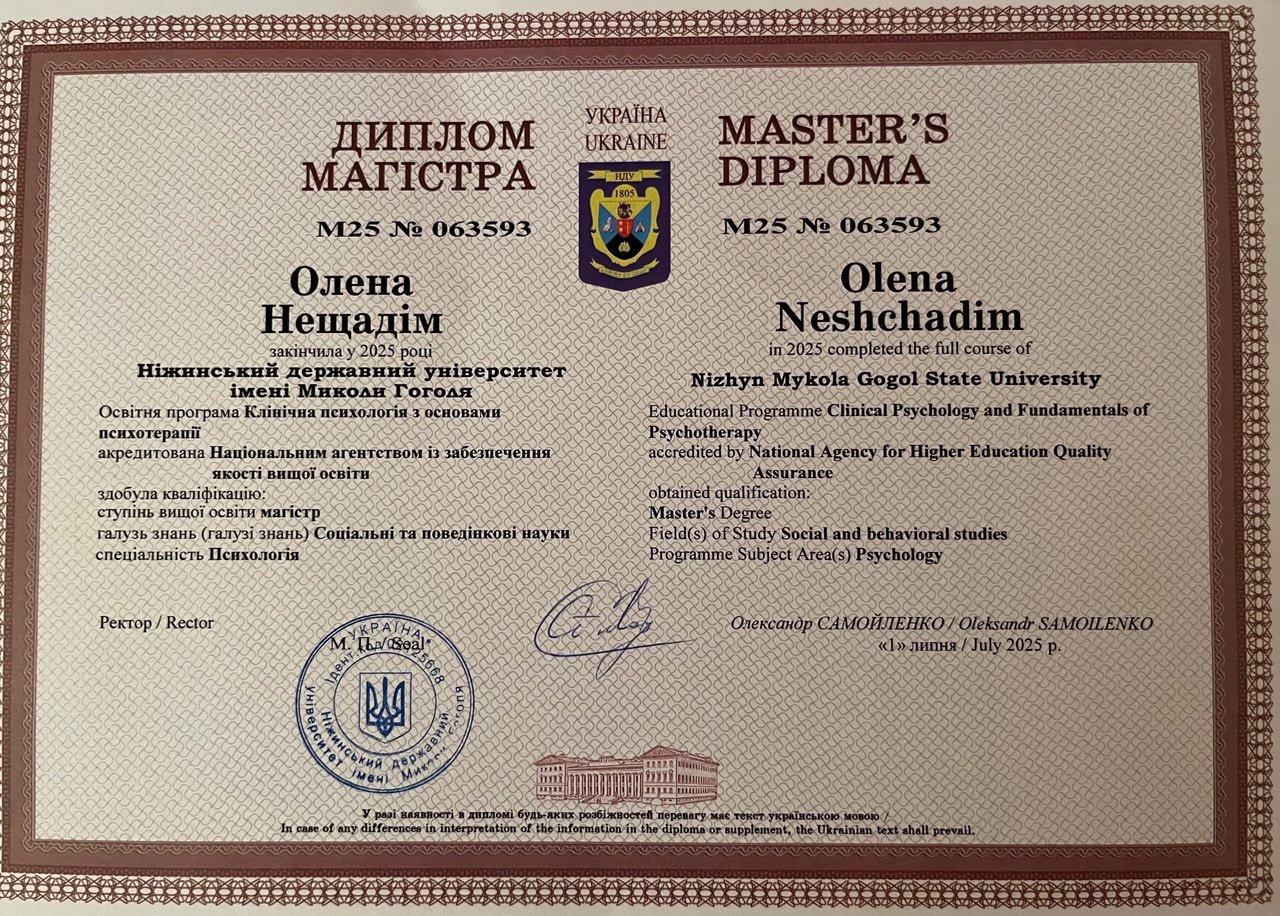 УКРАЇНА
UKRAINE
НДУ
1805
ДИПЛОМ
МАГІСТРА
М25 № 063593
Олена
Нещадім
закінчила у 2025 році
Ніжинський державний університет
імені Миколи Гоголя
Освітня програма Клінічна психологія з основами
психотерапії
акредитована Національним агентством із забезпечення
якості вищої освіти
здобула кваліфікацію:
ступінь вищої освіти магістр
галузь знань (галузі знань) Соціальні та поведінкові науки
спеціальність Психологія
MASTER’S
DIPLOMA
M25 № 063593
Olena
Neshchadim
in 2025 completed the full course of
Nizhyn Mykola Gogol State University
Educational Programme Clinical Psychology and Fundamentals of
Psychotherapy
accredited by National Agency for Higher Education Quality
Assurance
obtained qualification:
Master's Degree
Field(s) of Study Social and behavioral studies
Programme Subject Area(s) Psychology
Ректор / Rector
М. П. / Seal
Олександр САМОЙЛЕНКО / Oleksandr SAMOILENKO
«1» липня / July 2025 р.
УКРАЇНА
Ідент. код
Ніжинський державний
університет імені Миколи Гоголя
У разі наявності в дипломі будь-яких розбіжностей перевагу має текст українською мовою /
In case of any differences in interpretation of the information in the diploma or supplement, the Ukrainian text shall prevail.